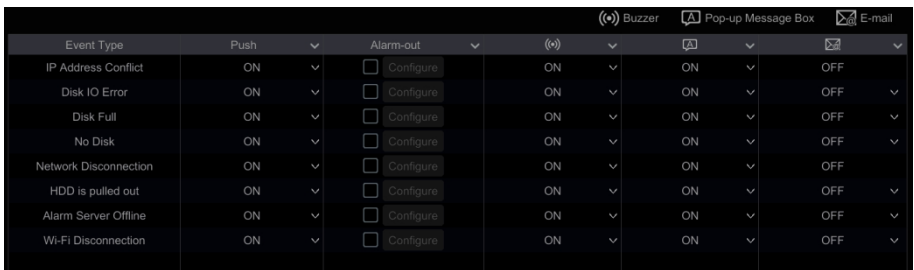 Buzzer Pop-up Message Box E-mail
Event Type Push Alarm-out
IP Address Conflict ON Configure ON ON OFF
Disk IO Error ON Configure ON ON OFF
Disk Full ON Configure ON ON OFF
No Disk ON Configure ON ON OFF
Network Disconnection ON Configure ON ON OFF
HDD is pulled out ON Configure ON ON OFF
Alarm Server Offline ON Configure ON ON OFF
Wi-Fi Disconnection ON Configure ON ON OFF